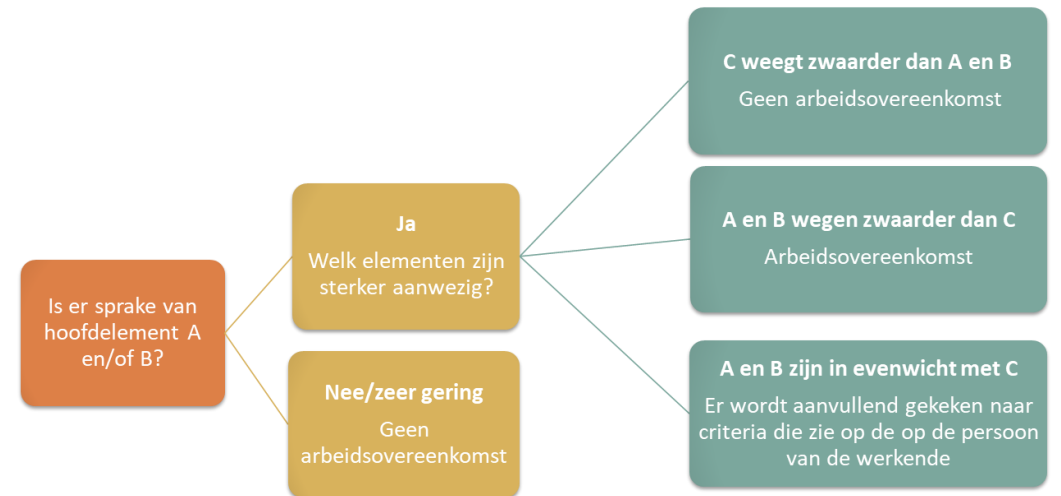 Is er sprake van
hoofdelement A
en/of B?
Ja
Welk elementen zijn
sterker aanwezig?
Nee/zeer gering
Geen
arbeidsovereenkomst
C weegt zwaarder dan A en B
Geen arbeidsovereenkomst
A en B wegen zwaarder dan C
Arbeidsovereenkomst
A en B zijn in evenwicht met C
Er wordt aanvullend gekeken naar
criteria die zie op de op de persoon
van de werkende